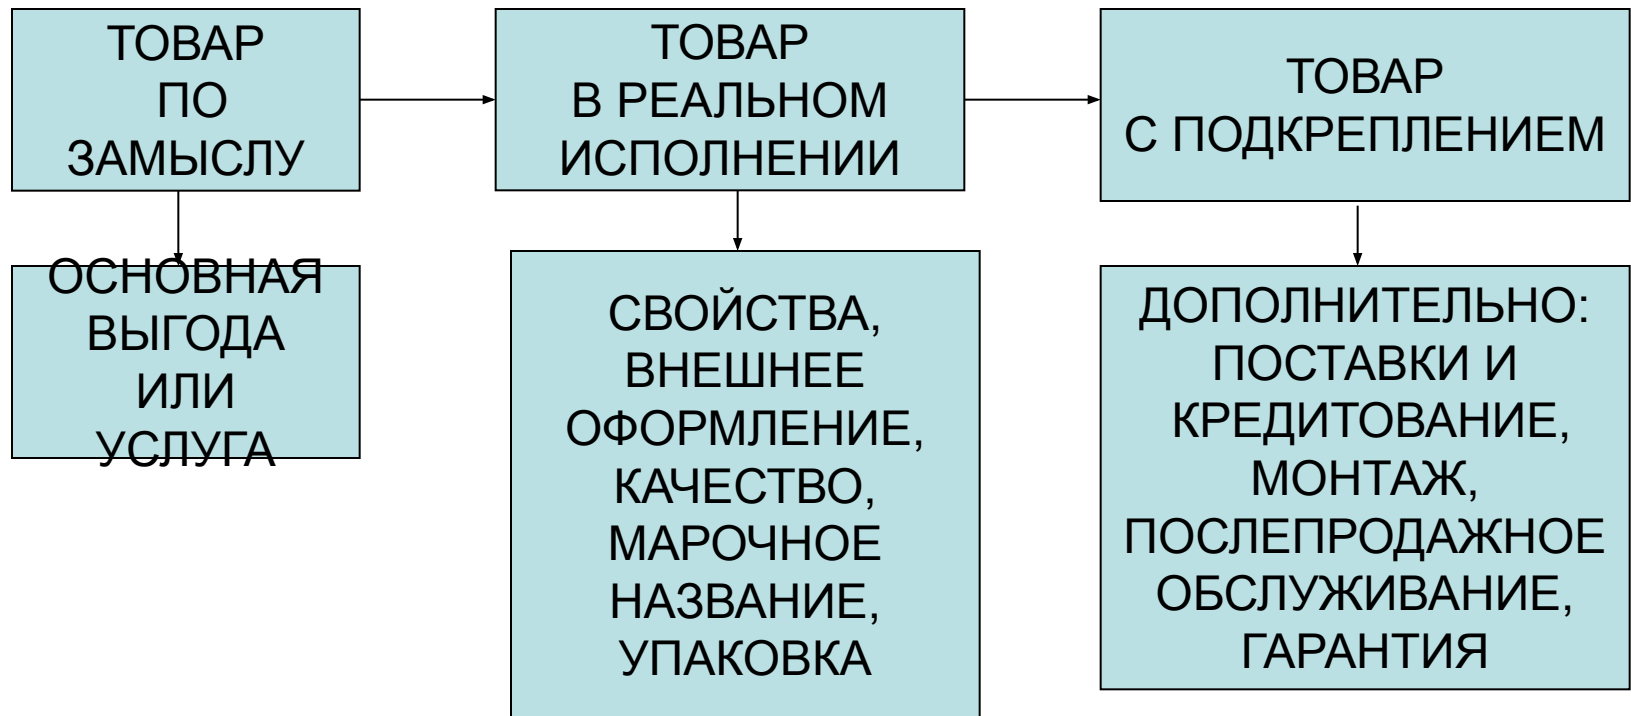 ТОВАР
ПО
ЗАМЫСЛУ
ТОВАР
В РЕАЛЬНОМ
ИСПОЛНЕНИИ
ТОВАР
С ПОДКРЕПЛЕНИЕМ
ОСНОВНАЯ
ВЫГОДА
ИЛИ
УСЛУГА
СВОЙСТВА,
ВНЕШНЕЕ
ОФОРМЛЕНИЕ,
КАЧЕСТВО,
МАРОЧНОЕ
НАЗВАНИЕ,
УПАКОВКА
ДОПОЛНИТЕЛЬНО:
ПОСТАВКИ И
КРЕДИТОВАНИЕ,
МОНТАЖ,
ПОСЛЕПРОДАЖНОЕ
ОБСЛУЖИВАНИЕ,
ГАРАНТИЯ